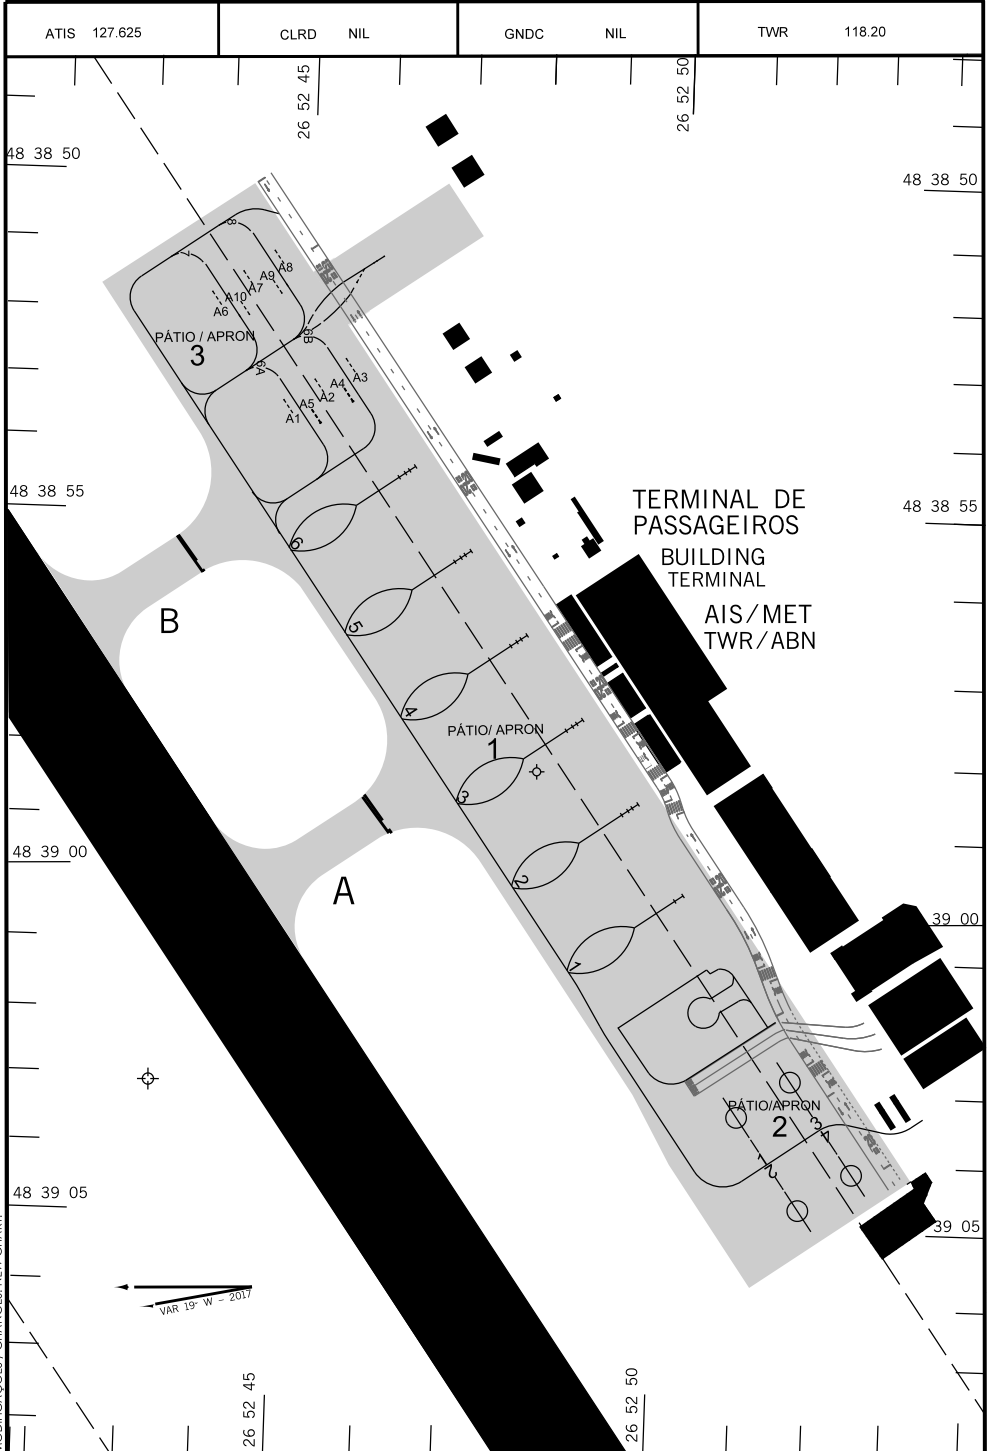 ATIS 127.625
CLRD NIL
GNDC NIL
TWR 118.20
26 52 45
26 52 50
48 38 50
48 38 50
8
7
A8
A9
A7
A10
A6
PÁTIO / APRON
3
6B
6A
A3
A4
A2
A5
A1
48 38 55
48 38 55
TERMINAL DE
PASSAGEIROS
BUILDING
TERMINAL
AIS/MET
TWR/ABN
6
B
5
4
PÁTIO/ APRON
1
3
48 39 00
A
2
39 00
1
PÁTIO/APRON
2
3
4
1
2
48 39 05
39 05
VAR 19° W - 2017
26 52 45
26 52 50